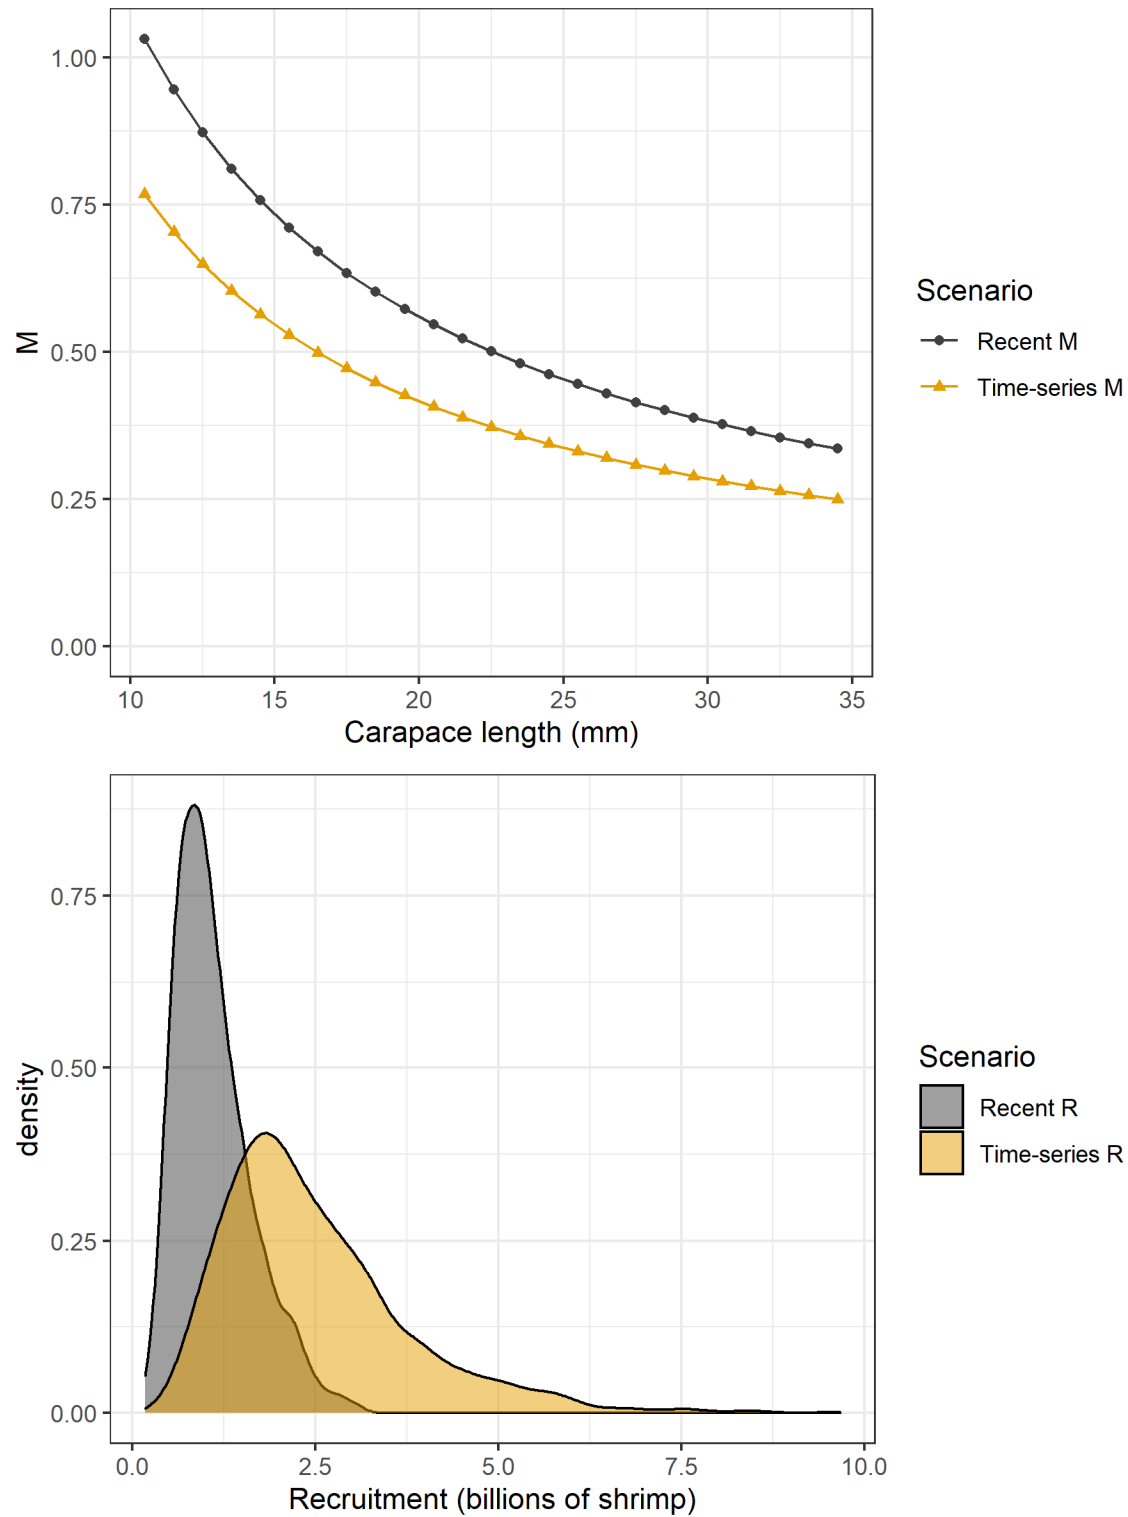 1.00
0.75
0.50
0.25
0.00
M
10 15 20 25 30 35
Carapace length (mm)
Scenario
Recent M
Time-series M
0.75
0.50
0.25
0.00
density
0.0 2.5 5.0 7.5 10.0
Recruitment (billions of shrimp)
Scenario
Recent R
Time-series R